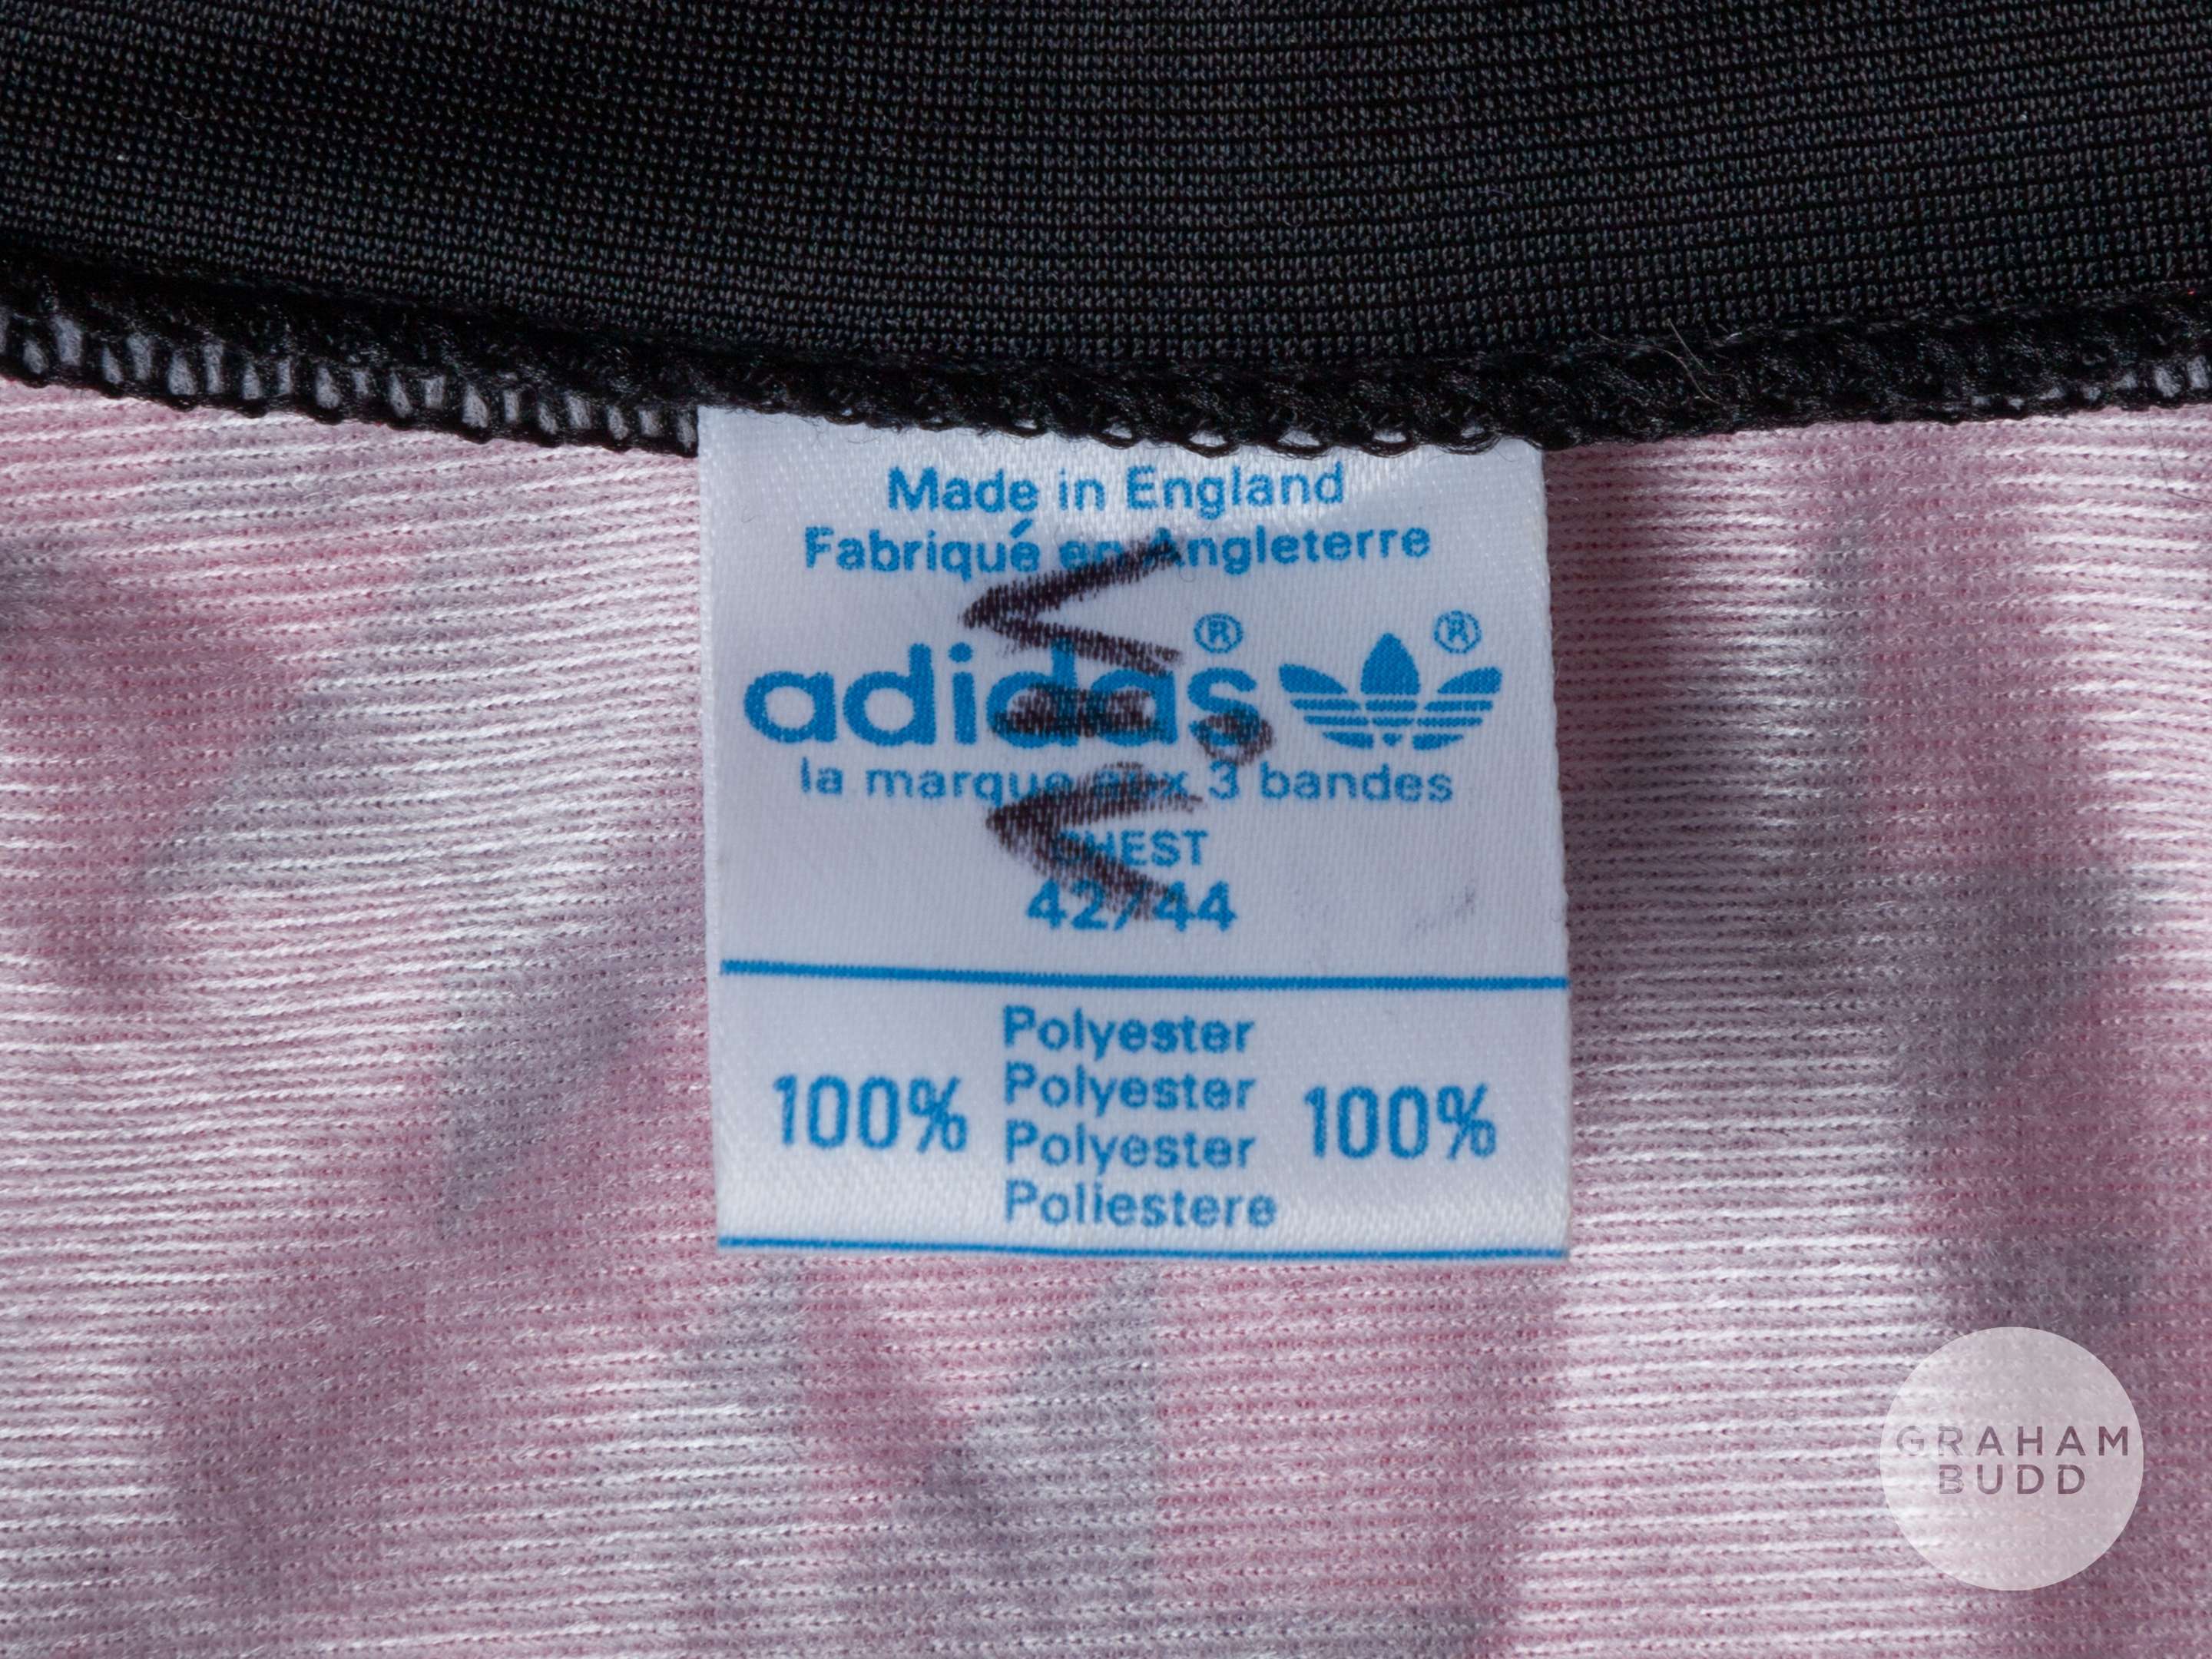 Made in England
Fabriqué en Angleterre
adidas®
®
la marque aux 3 bandes
CHEST
42/44
Polyester
Polyester
100% 100%
Polyester
Poliestere
GRAHAM
BUDD